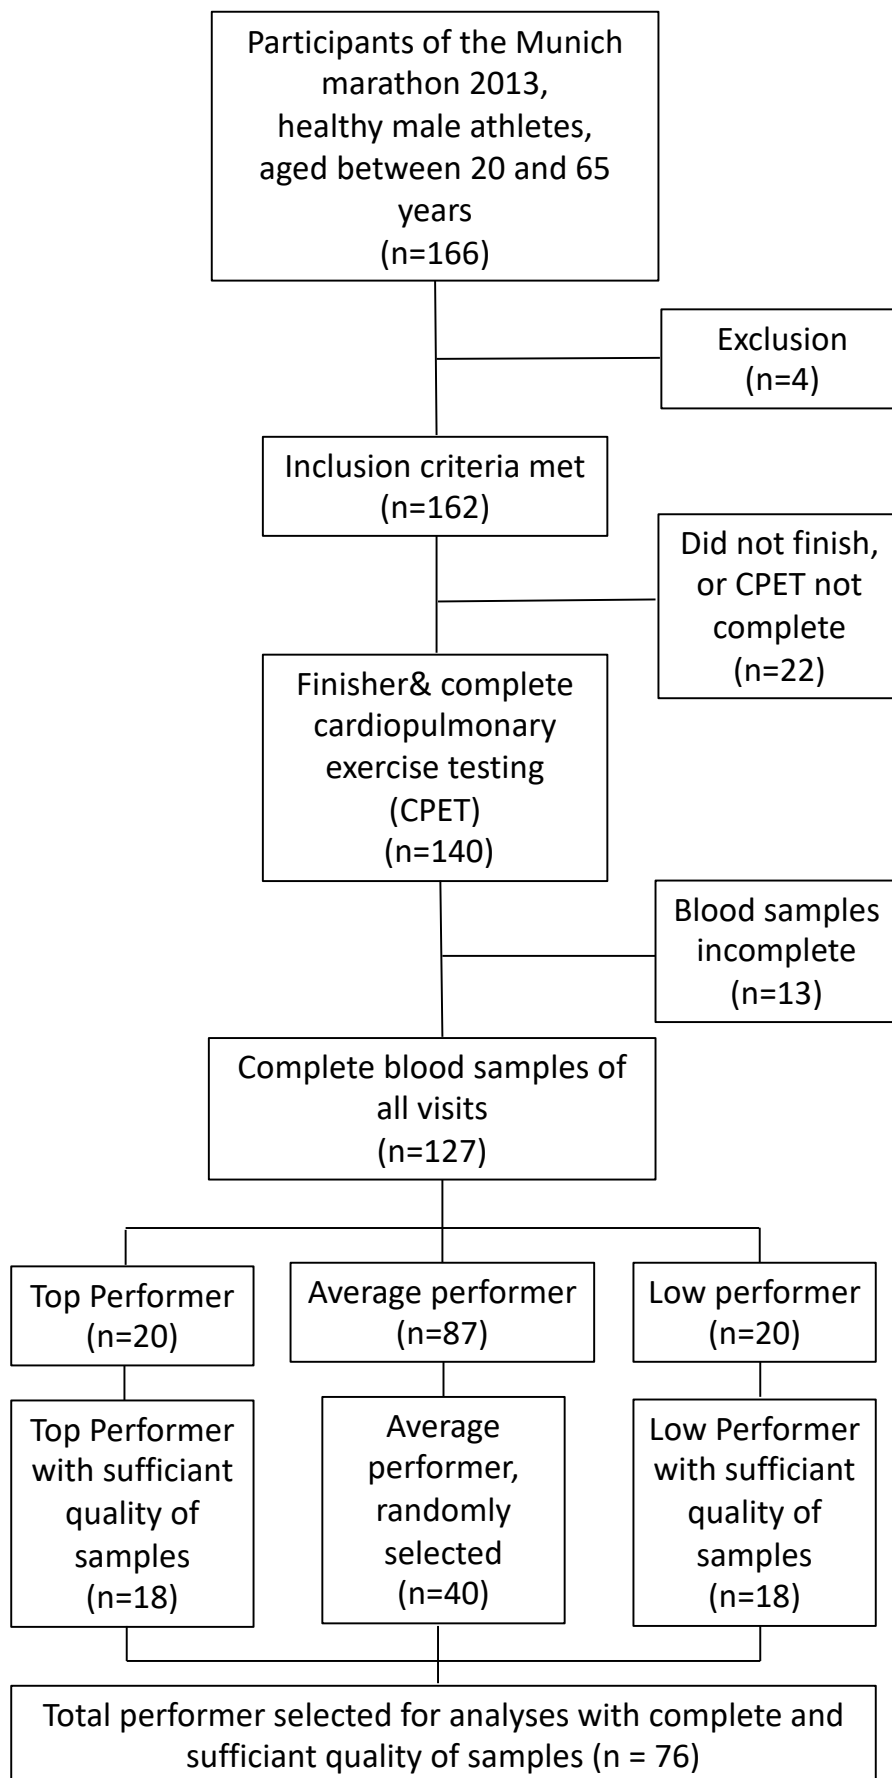 Participants of the Munich
marathon 2013,
healthy male athletes,
aged between 20 and 65
years
(n=166)
Exclusion
(n=4)
Inclusion criteria met
(n=162)
Did not finish,
or CPET not
complete
(n=22)
Finisher& complete
cardiopulmonary
exercise testing
(CPET)
(n=140)
Blood samples
incomplete
(n=13)
Complete blood samples of
all visits
(n=127)
Top Performer
(n=20)
Average performer
(n=87)
Low performer
(n=20)
Top Performer
with sufficiant
quality of
samples
(n=18)
Average
performer,
randomly
selected
(n=40)
Low Performer
with sufficiant
quality of
samples
(n=18)
Total performer selected for analyses with complete and
sufficiant quality of samples (n = 76)